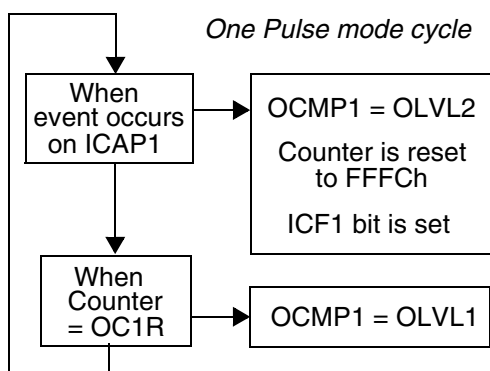 One Pulse mode cycle
When
event occurs
on ICAP1
OCMP1 = OLVL2
Counter is reset
to FFFCh
ICF1 bit is set
When
Counter
= OC1R
OCMP1 = OLVL1